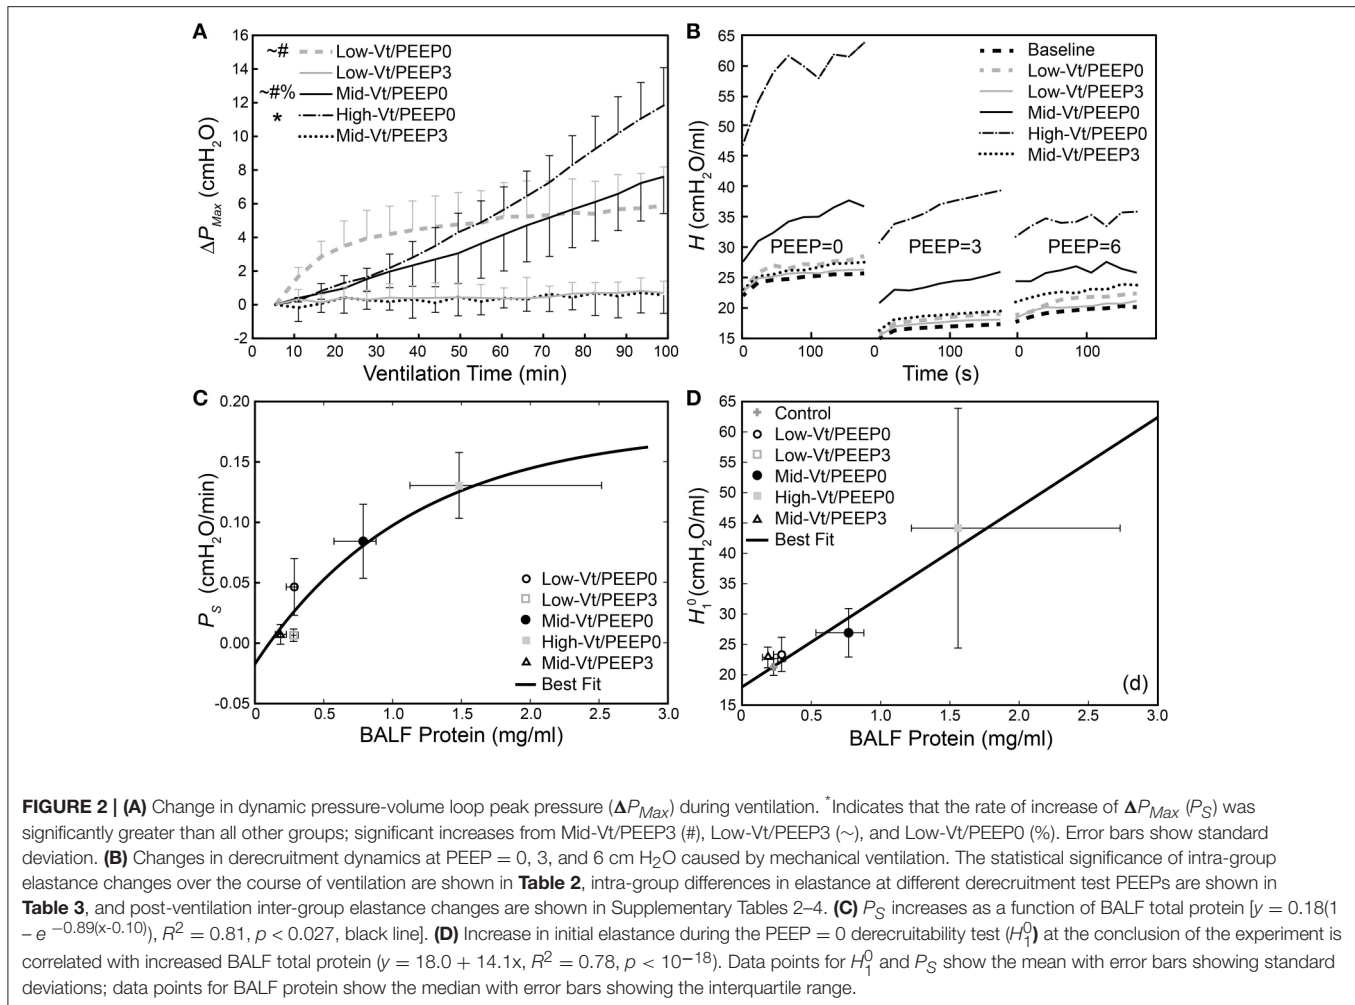 A
~#
~#%
*
Low-Vt/PEEP0
Low-Vt/PEEP3
Mid-Vt/PEEP0
High-Vt/PEEP0
Mid-Vt/PEEP3
16
14
12
10
8
6
4
2
0
-2
ΔP_Max (cmH2O)
0 10 20 30 40 50 60 70 80 90 100
Ventilation Time (min)
B
Baseline
Low-Vt/PEEP0
Low-Vt/PEEP3
Mid-Vt/PEEP0
High-Vt/PEEP0
Mid-Vt/PEEP3
65
60
55
50
45
40
35
30
25
20
15
H (cmH2O/ml)
PEEP=0 PEEP=3 PEEP=6
0 100 0 100 0 100
Time (s)
C
0.20
0.15
0.10
0.05
0.00
-0.05
P_S (cmH2O/min)
Low-Vt/PEEP0
Low-Vt/PEEP3
Mid-Vt/PEEP0
High-Vt/PEEP0
Mid-Vt/PEEP3
Best Fit
0 0.5 1.0 1.5 2.0 2.5 3.0
BALF Protein (mg/ml)
D
Control
Low-Vt/PEEP0
Low-Vt/PEEP3
Mid-Vt/PEEP0
High-Vt/PEEP0
Mid-Vt/PEEP3
Best Fit
65
60
55
50
45
40
35
30
25
20
15
H_1^0 (cmH2O/ml)
(d)
0 0.5 1.0 1.5 2.0 2.5 3.0
BALF Protein (mg/ml)
FIGURE 2 | (A) Change in dynamic pressure-volume loop peak pressure (ΔP_Max) during ventilation. *Indicates that the rate of increase of ΔP_Max (P_S) was
significantly greater than all other groups; significant increases from Mid-Vt/PEEP3 (#), Low-Vt/PEEP3 (~), and Low-Vt/PEEP0 (%). Error bars show standard
deviation. (B) Changes in derecruitment dynamics at PEEP = 0, 3, and 6 cm H2O caused by mechanical ventilation. The statistical significance of intra-group
elastance changes over the course of ventilation are shown in Table 2, intra-group differences in elastance at different derecruitment test PEEPs are shown in
Table 3, and post-ventilation inter-group elastance changes are shown in Supplementary Tables 2–4. (C) P_S increases as a function of BALF total protein [y = 0.18(1
– e^−0.89(x-0.10)), R² = 0.81, p < 0.027, black line]. (D) Increase in initial elastance during the PEEP = 0 derecruitability test (H_1^0) at the conclusion of the experiment is
correlated with increased BALF total protein (y = 18.0 + 14.1x, R² = 0.78, p < 10^−18). Data points for H_1^0 and P_S show the mean with error bars showing standard
deviations; data points for BALF protein show the median with error bars showing the interquartile range.